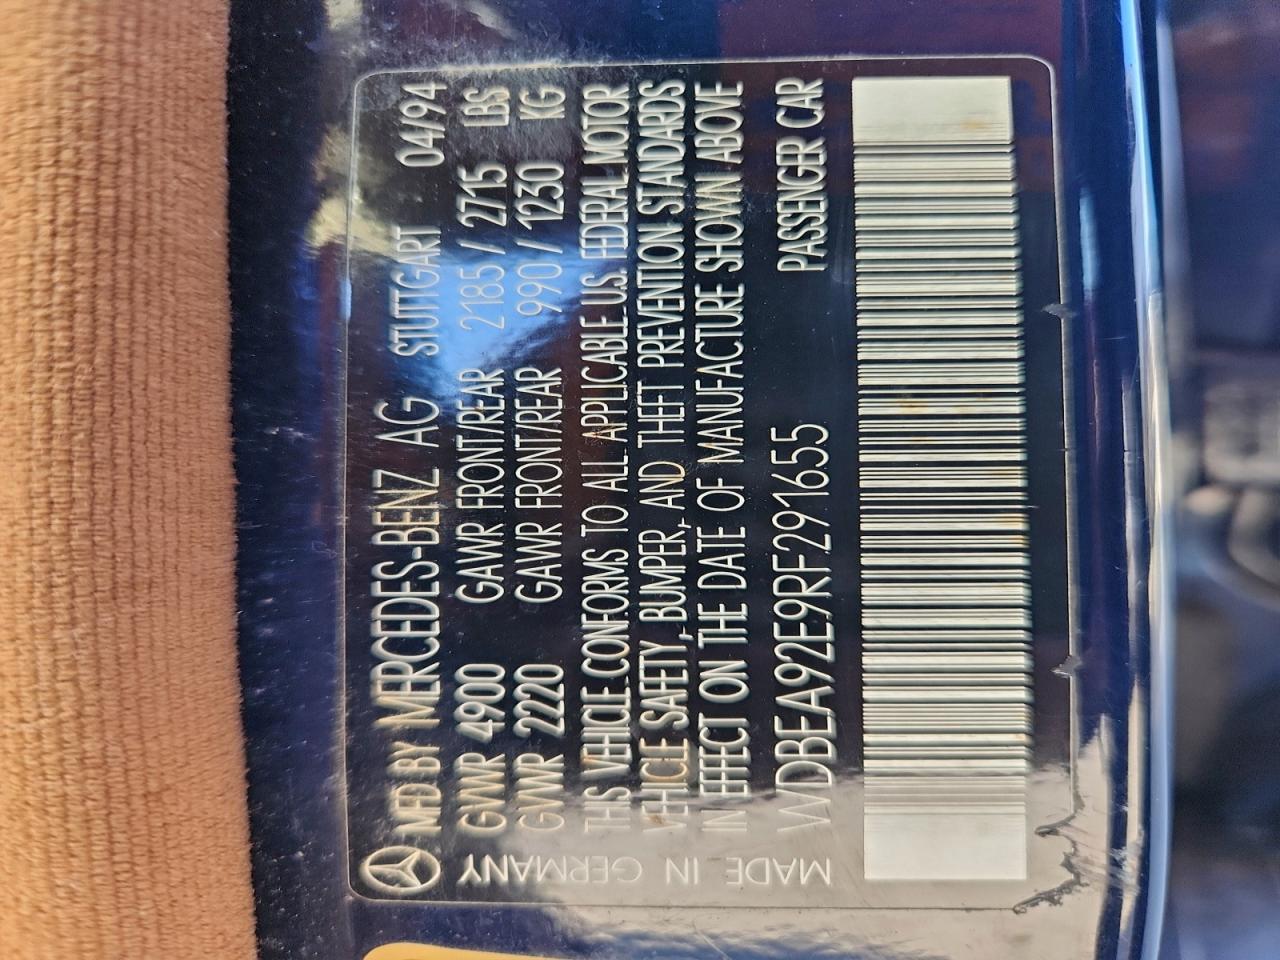 MFD BY MERCEDES-BENZ AG STUTTGART 04/94
GVWR 4900 GAWR FRONT/REAR 2185 / 2715 LBS
GVWR 2220 GAWR FRONT/REAR 990 / 1230 KG
THIS VEHICLE CONFORMS TO ALL APPLICABLE U.S. FEDERAL MOTOR
VEHICLE SAFETY, BUMPER, AND THEFT PREVENTION STANDARDS
IN EFFECT ON THE DATE OF MANUFACTURE SHOWN ABOVE
WDBEA92E9RF291655 PASSENGER CAR
MADE IN GERMANY